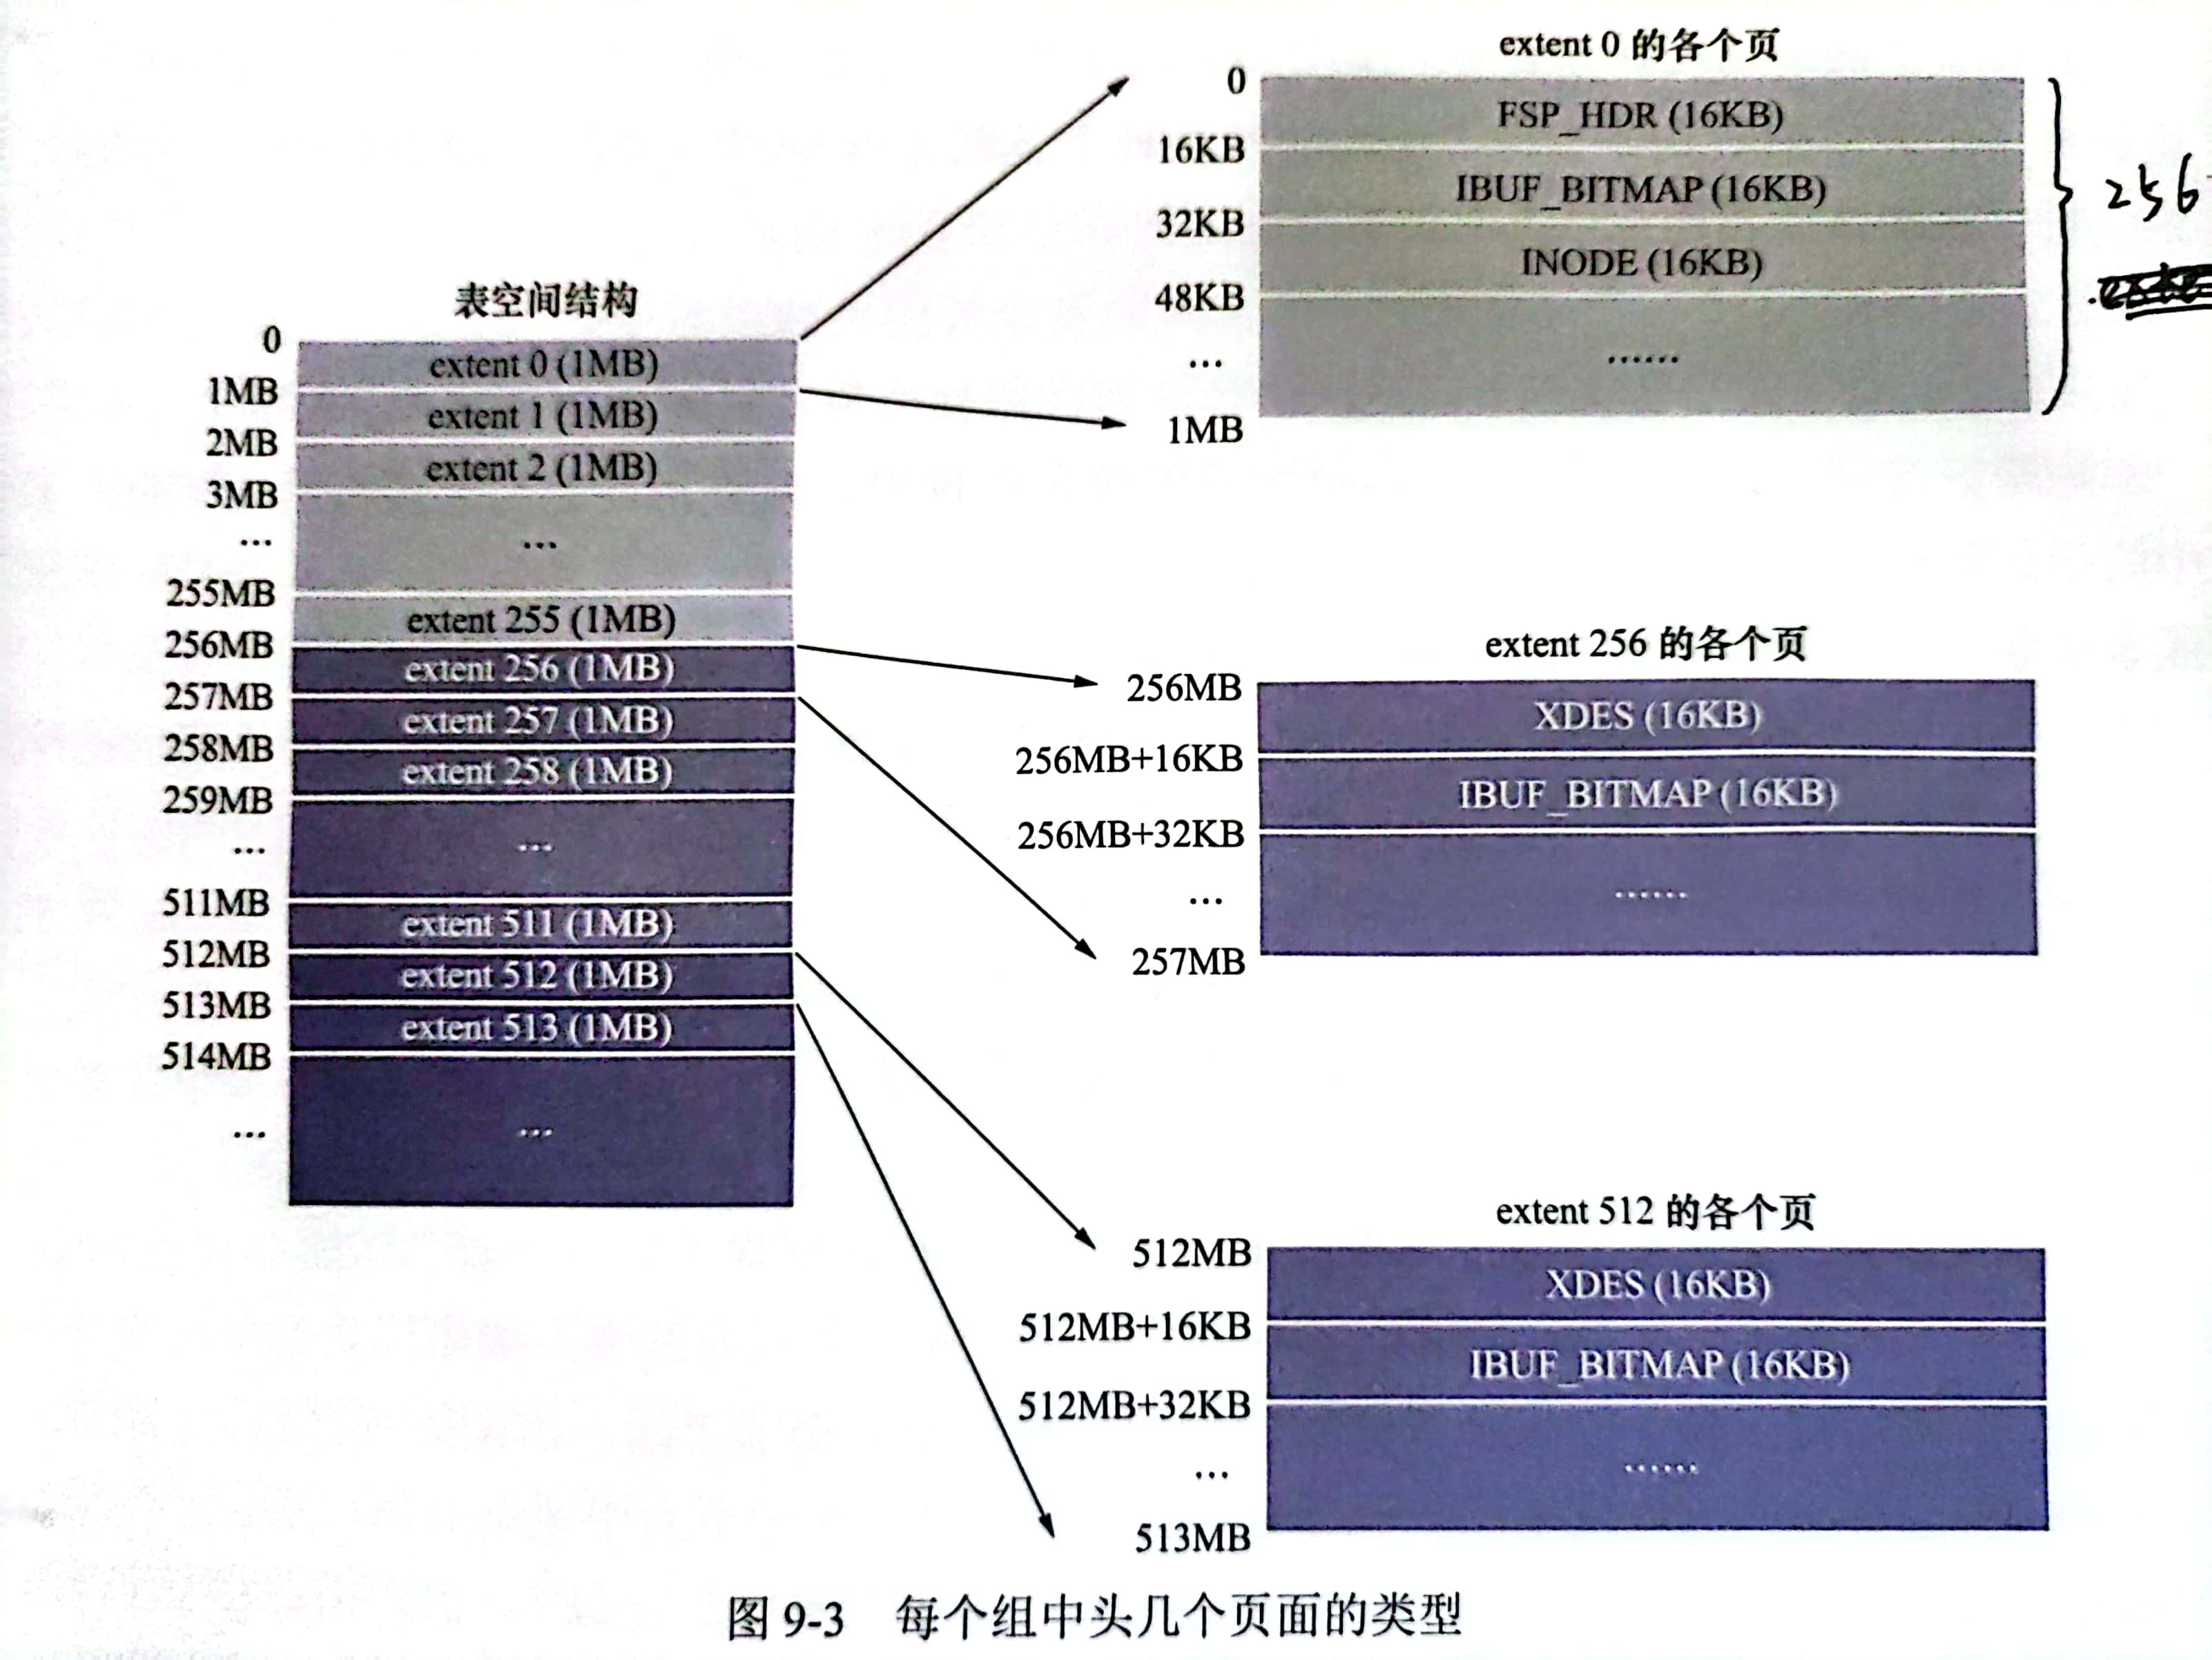 表空间结构
0
extent 0 (1MB)
1MB
extent 1 (1MB)
2MB
extent 2 (1MB)
3MB
...
...
255MB
extent 255 (1MB)
256MB
extent 256 (1MB)
257MB
extent 257 (1MB)
258MB
extent 258 (1MB)
259MB
...
...
511MB
extent 511 (1MB)
512MB
extent 512 (1MB)
513MB
extent 513 (1MB)
514MB
...
...
extent 0 的各个页
0
FSP_HDR (16KB)
16KB
IBUF_BITMAP (16KB)
32KB
INODE (16KB)
48KB
...
......
1MB
256
extent 256 的各个页
256MB
XDES (16KB)
256MB+16KB
IBUF_BITMAP (16KB)
256MB+32KB
...
......
257MB
extent 512 的各个页
512MB
XDES (16KB)
512MB+16KB
IBUF_BITMAP (16KB)
512MB+32KB
...
......
513MB
图 9-3 每个组中头几个页面的类型